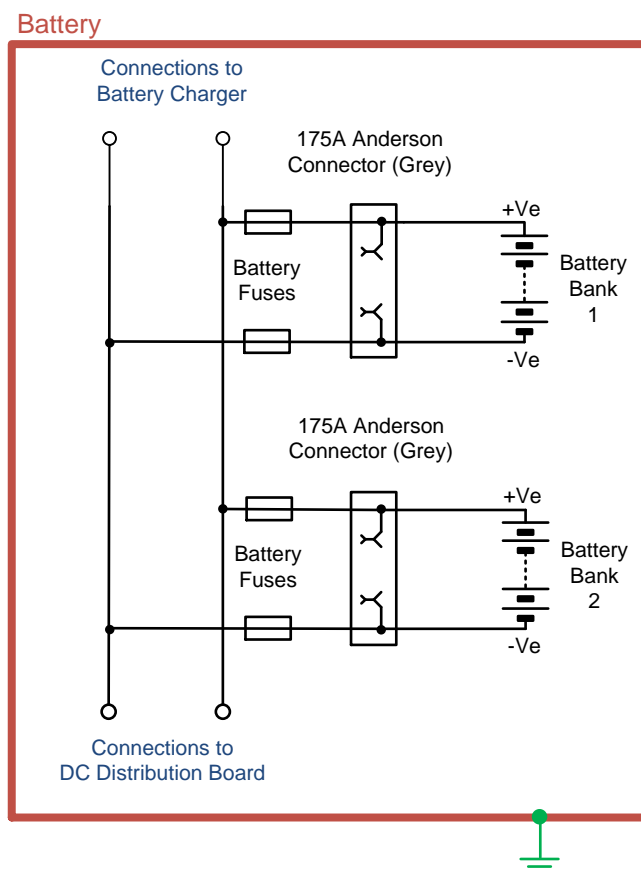 Battery
Connections to
Battery Charger
175A Anderson
Connector (Grey)
+Ve
Battery
Fuses
Battery
Bank
1
-Ve
175A Anderson
Connector (Grey)
+Ve
Battery
Fuses
Battery
Bank
2
-Ve
Connections to
DC Distribution Board